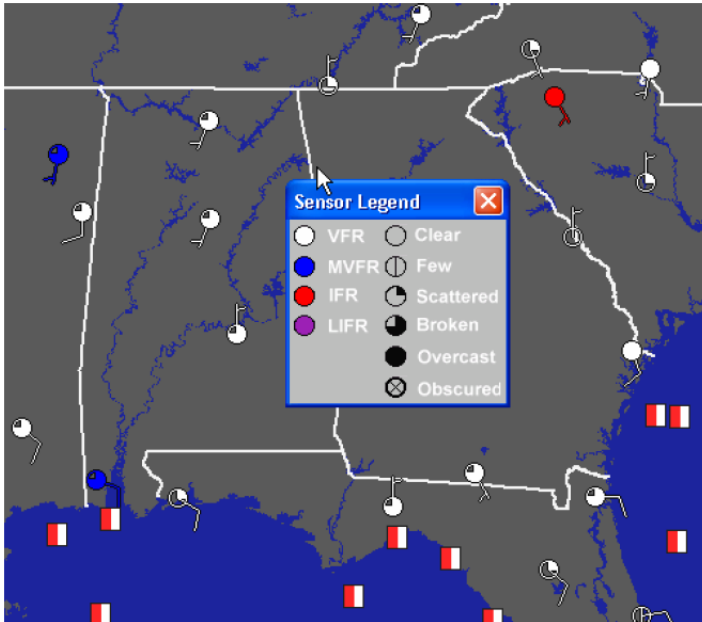 Sensor Legend
VFR Clear
MVFR Few
IFR Scattered
LIFR Broken
Overcast
Obscured